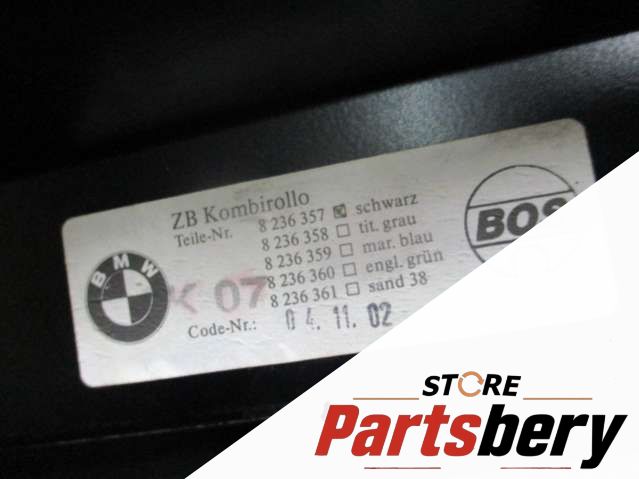 ZB Kombirollo
Teile-Nr. 8 236 357 schwarz
8 236 358 tit. grau
8 236 359 mar. blau
8 236 360 engl. grün
8 236 361 sand 38
Code-Nr.: 04. 11. 02
K 07
BMW
BOS
STORE
Partsbery